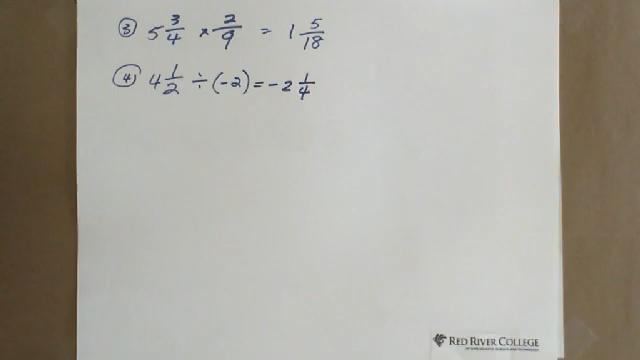 ③ 5 3/4 × 2/9 = 1 5/18
④ 4 1/2 ÷ (-2) = -2 1/4
RED RIVER COLLEGE